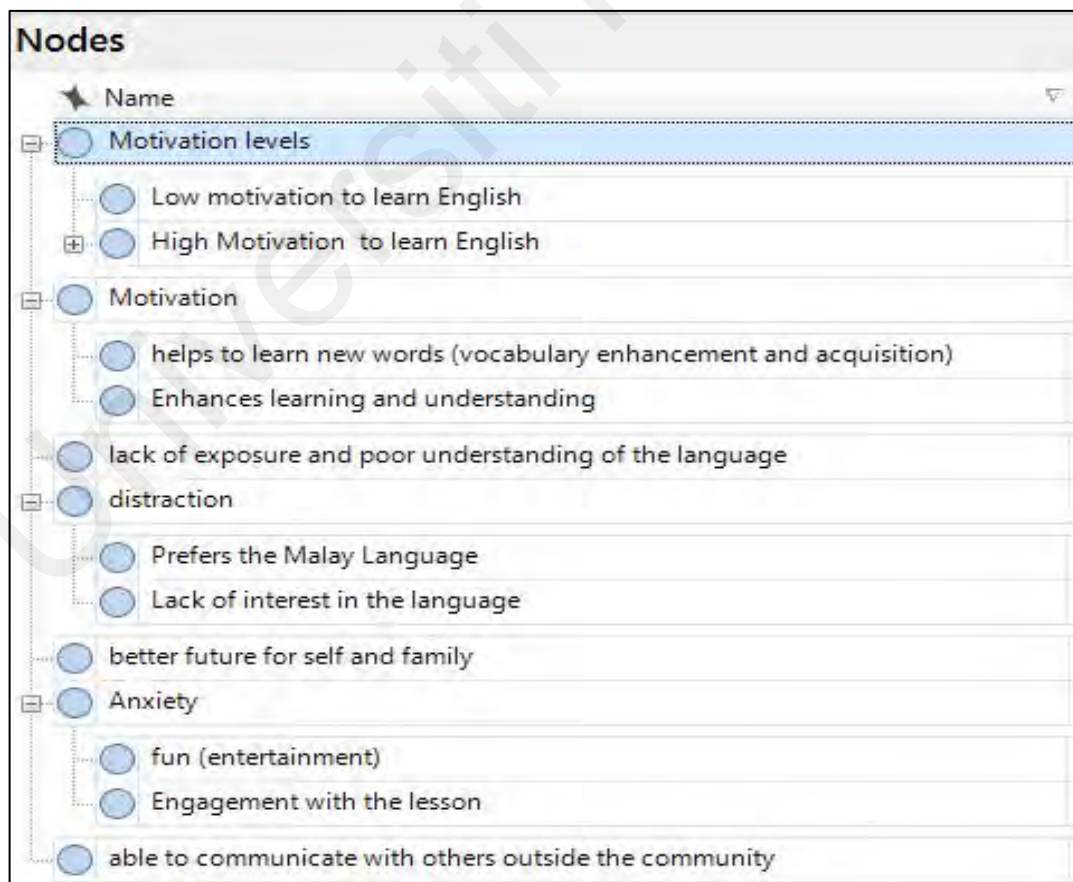 Nodes
Name
Motivation levels
Low motivation to learn English
High Motivation to learn English
Motivation
helps to learn new words (vocabulary enhancement and acquisition)
Enhances learning and understanding
lack of exposure and poor understanding of the language
distraction
Prefers the Malay Language
Lack of interest in the language
better future for self and family
Anxiety
fun (entertainment)
Engagement with the lesson
able to communicate with others outside the community
Universiti